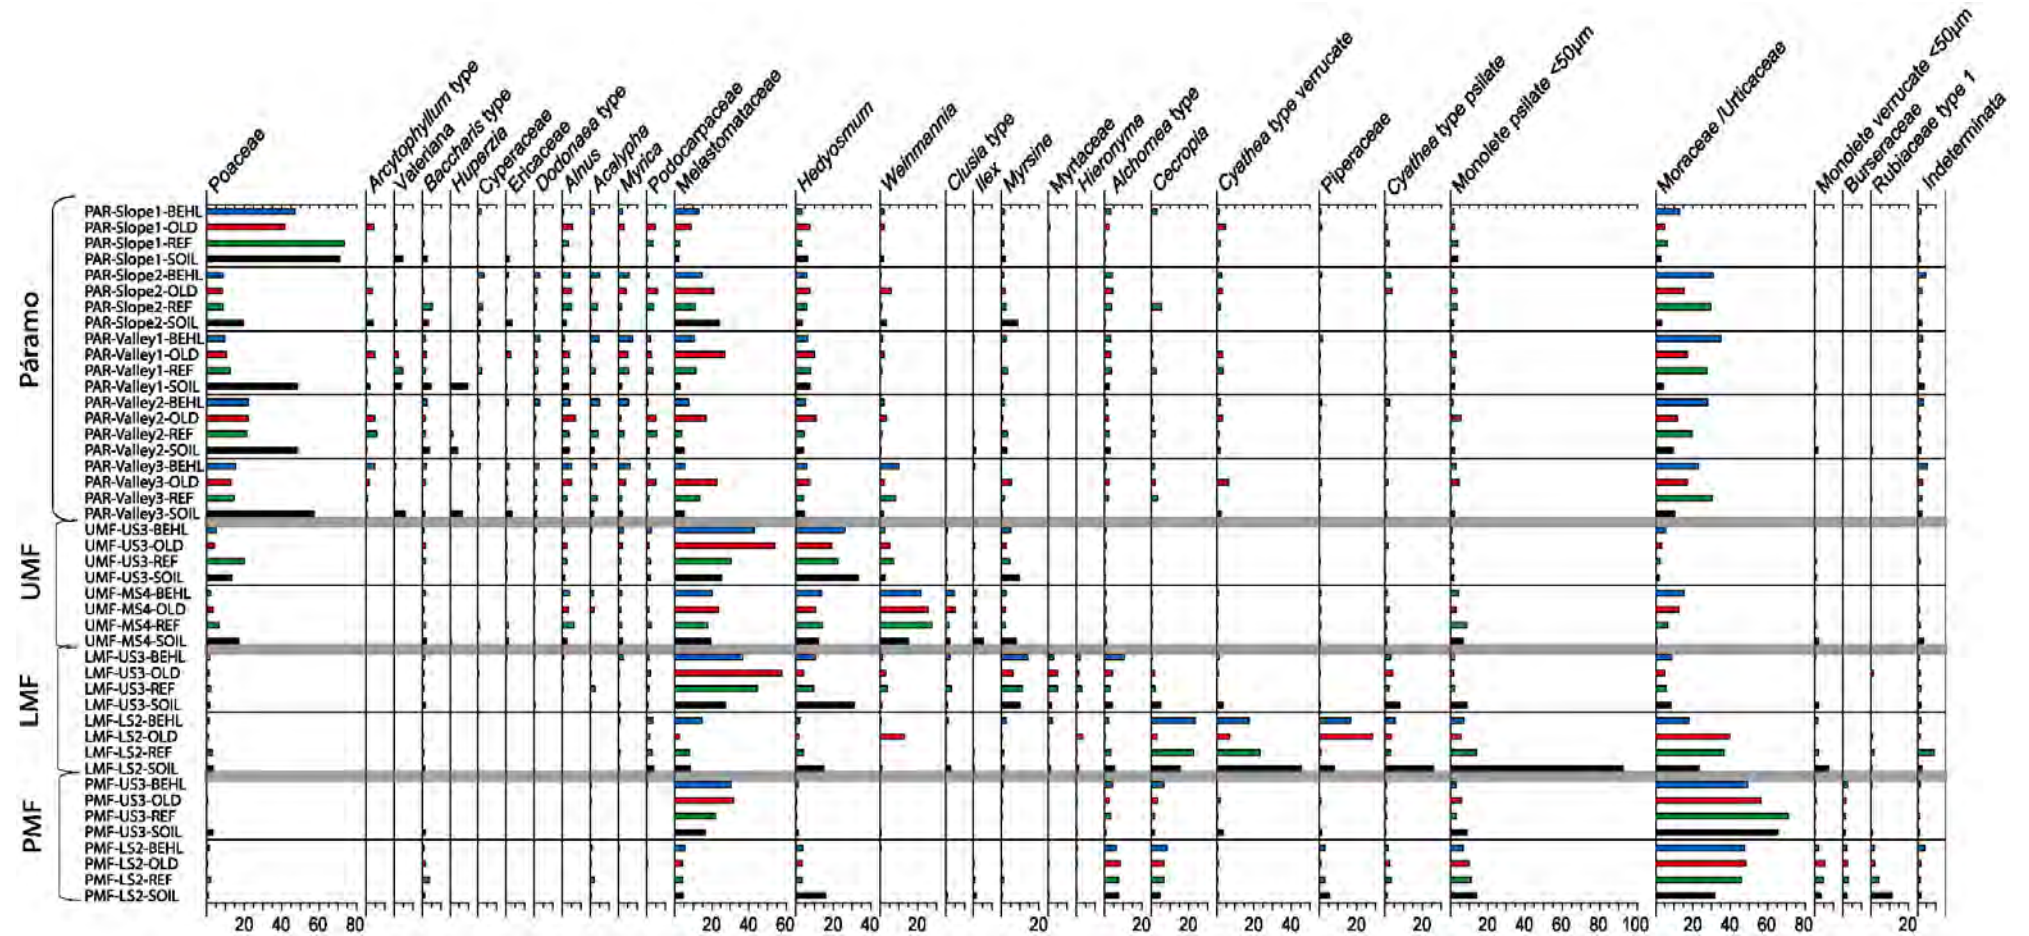 Poaceae
Arcytophyllum type
Valeriana
Baccharis type
Huperzia
Cyperaceae
Ericaceae
Dodonaea type
Alnus
Acalypha
Myrica
Podocarpaceae
Melastomataceae
Hedyosmum
Weinmannia
Clusia type
Ilex
Myrsine
Myrtaceae
Hieronyma
Alchornea type
Cecropia
Cyathea type verrucate
Piperaceae
Cyathea type psilate
Monolete psilate <50μm
Moraceae /Urticaceae
Monolete verrucate <50μm
Burseraceae
Rubiaceae type 1
Indeterminata
Páramo
PAR-Slope1-BEHL
PAR-Slope1-OLD
PAR-Slope1-REF
PAR-Slope1-SOIL
PAR-Slope2-BEHL
PAR-Slope2-OLD
PAR-Slope2-REF
PAR-Slope2-SOIL
PAR-Valley1-BEHL
PAR-Valley1-OLD
PAR-Valley1-REF
PAR-Valley1-SOIL
PAR-Valley2-BEHL
PAR-Valley2-OLD
PAR-Valley2-REF
PAR-Valley2-SOIL
PAR-Valley3-BEHL
PAR-Valley3-OLD
PAR-Valley3-REF
PAR-Valley3-SOIL
UMF
UMF-US3-BEHL
UMF-US3-OLD
UMF-US3-REF
UMF-US3-SOIL
UMF-MS4-BEHL
UMF-MS4-OLD
UMF-MS4-REF
UMF-MS4-SOIL
LMF
LMF-US3-BEHL
LMF-US3-OLD
LMF-US3-REF
LMF-US3-SOIL
LMF-LS2-BEHL
LMF-LS2-OLD
LMF-LS2-REF
LMF-LS2-SOIL
PMF
PMF-US3-BEHL
PMF-US3-OLD
PMF-US3-REF
PMF-US3-SOIL
PMF-LS2-BEHL
PMF-LS2-OLD
PMF-LS2-REF
PMF-LS2-SOIL
20 40 60 80 20 40 60 20 40 20 20 20 20 20 40 20 20 20 40 60 80 100 20 40 60 80 20